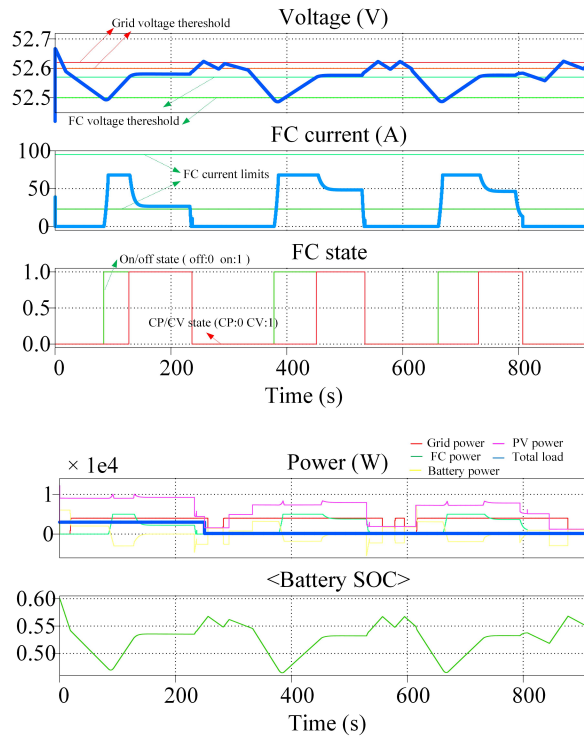 Voltage (V)
52.7
Grid voltage thereshold
52.6
52.5
FC voltage thereshold
FC current (A)
100
FC current limits
50
0
FC state
On/off state ( off:0 on:1 )
1.0
0.5
CP/CV state (CP:0 CV:1)
0.0
0 200 400 600 800
Time (s)
Grid power PV power
FC power Total load
Battery power
× 1e4
Power (W)
1
0
<Battery SOC>
0.60
0.55
0.50
0 200 400 600 800
Time (s)